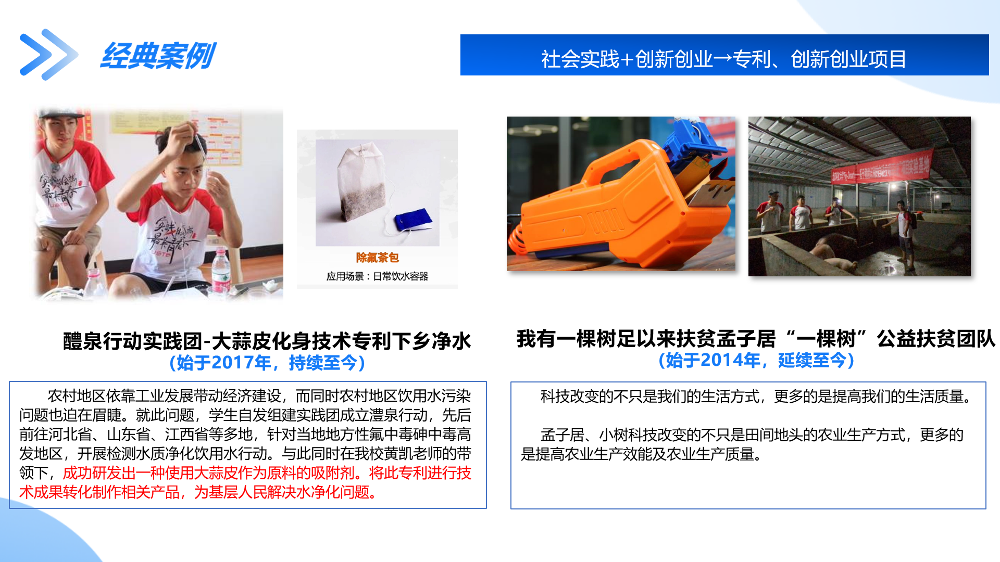 经典案例
社会实践+创新创业→专利、创新创业项目
除氟茶包
应用场景：日常饮水容器
醴泉行动实践团-大蒜皮化身技术专利下乡净水
（始于2017年，持续至今）
我有一棵树足以来扶贫孟子居“一棵树”公益扶贫团队
（始于2014年，延续至今）
农村地区依靠工业发展带动经济建设，而同时农村地区饮用水污染
问题也迫在眉睫。就此问题，学生自发组建实践团成立澧泉行动，先后
前往河北省、山东省、江西省等多地，针对当地地方性氟中毒砷中毒高
发地区，开展检测水质净化饮用水行动。与此同时在我校黄凯老师的带
领下，成功研发出一种使用大蒜皮作为原料的吸附剂。将此专利进行技
术成果转化制作相关产品，为基层人民解决水净化问题。
科技改变的不只是我们的生活方式，更多的是提高我们的生活质量。
孟子居、小树科技改变的不只是田间地头的农业生产方式，更多的
是提高农业生产效能及农业生产质量。